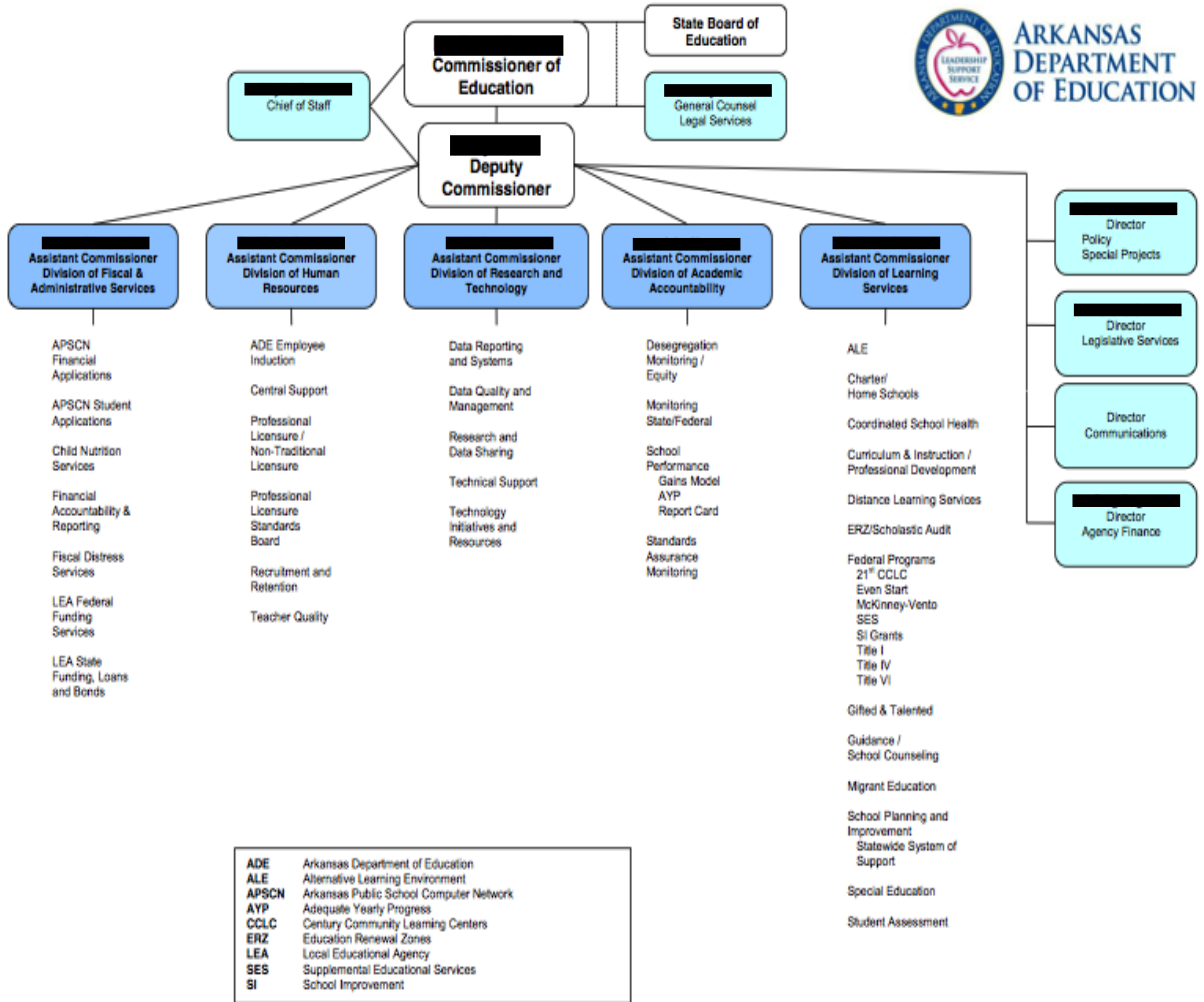 Commissioner of
Education
State Board of
Education
ARKANSAS
DEPARTMENT
OF EDUCATION
ARKANSAS DEPARTMENT OF EDUCATION
LEADERSHIP
SUPPORT
SERVICE
Chief of Staff
General Counsel
Legal Services
Deputy
Commissioner
Assistant Commissioner
Division of Fiscal &
Administrative Services
Assistant Commissioner
Division of Human
Resources
Assistant Commissioner
Division of Research and
Technology
Assistant Commissioner
Division of Academic
Accountability
Assistant Commissioner
Division of Learning
Services
Director
Policy
Special Projects
Director
Legislative Services
Director
Communications
Director
Agency Finance
APSCN
Financial
Applications
APSCN Student
Applications
Child Nutrition
Services
Financial
Accountability &
Reporting
Fiscal Distress
Services
LEA Federal
Funding
Services
LEA State
Funding, Loans
and Bonds
ADE Employee
Induction
Central Support
Professional
Licensure /
Non-Traditional
Licensure
Professional
Licensure
Standards
Board
Recruitment and
Retention
Teacher Quality
Data Reporting
and Systems
Data Quality and
Management
Research and
Data Sharing
Technical Support
Technology
Initiatives and
Resources
Desegregation
Monitoring /
Equity
Monitoring
State/Federal
School
Performance
Gains Model
AYP
Report Card
Standards
Assurance
Monitoring
ALE
Charter/
Home Schools
Coordinated School Health
Curriculum & Instruction /
Professional Development
Distance Learning Services
ERZ/Scholastic Audit
Federal Programs
21st CCLC
Even Start
McKinney-Vento
SES
SI Grants
Title I
Title IV
Title VI
Gifted & Talented
Guidance /
School Counseling
Migrant Education
School Planning and
Improvement
Statewide System of
Support
Special Education
Student Assessment
ADE Arkansas Department of Education
ALE Alternative Learning Environment
APSCN Arkansas Public School Computer Network
AYP Adequate Yearly Progress
CCLC Century Community Learning Centers
ERZ Education Renewal Zones
LEA Local Educational Agency
SES Supplemental Educational Services
SI School Improvement